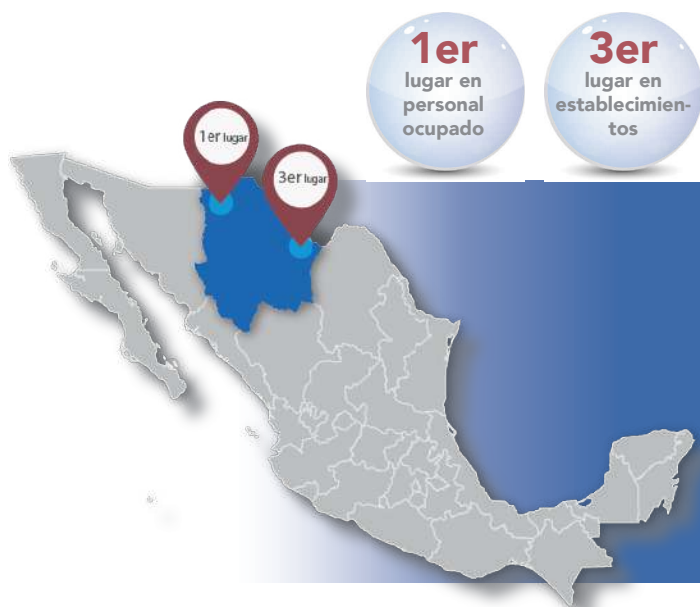 1er
lugar en
personal
ocupado
3er
lugar en
establecimien-
tos
1er lugar
3er lugar